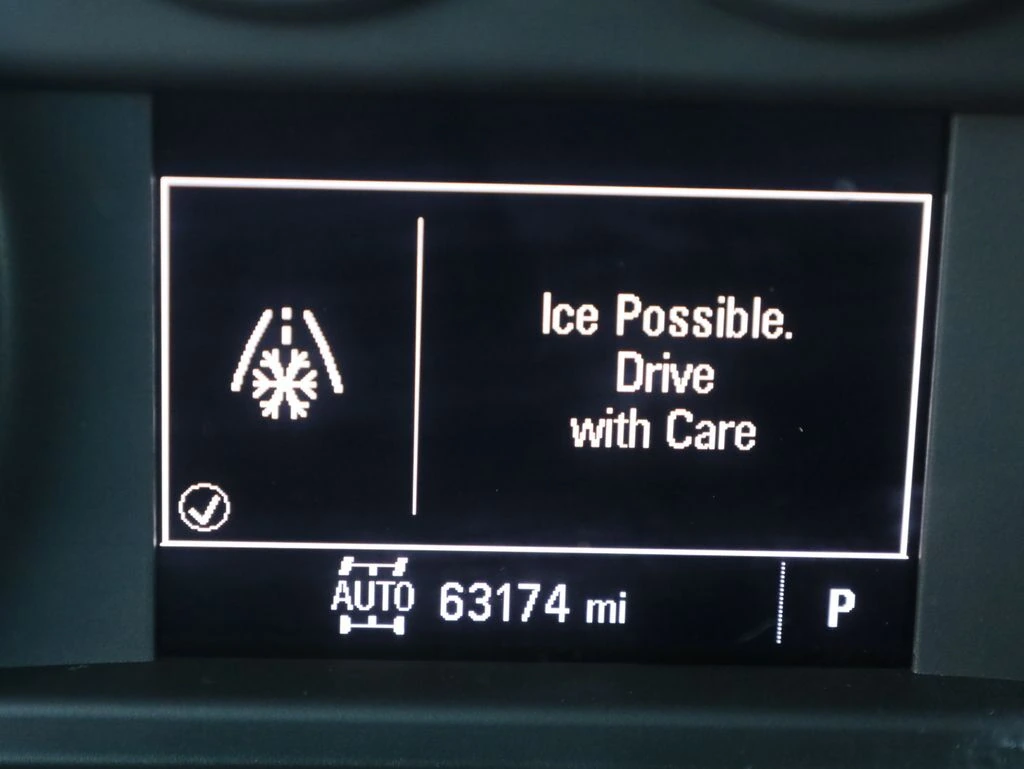 Ice Possible.
Drive
with Care
AUTO 63174 mi P